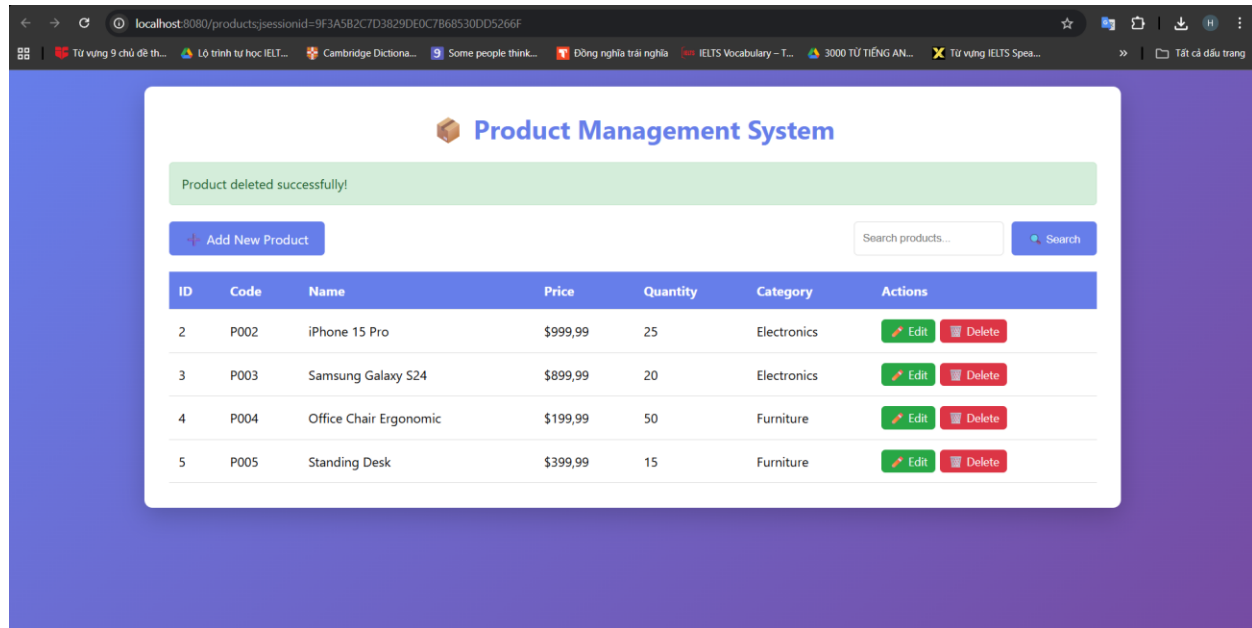 localhost:8080/products;jsessionid=9F3A5B2C7D3829DE0C7B68530DD5266F
H
Từ vựng 9 chủ đề th... Lộ trình tự học IELT... Cambridge Dictiona... 9 Some people think... T Đồng nghĩa trái nghĩa IELTS Vocabulary – T... 3000 TỪ TIẾNG AN... Từ vựng IELTS Spea... » Tất cả dấu trang
Product Management System
Product deleted successfully!
Add New Product Search products... Search
ID Code Name Price Quantity Category Actions
2 P002 iPhone 15 Pro $999,99 25 Electronics Edit Delete
3 P003 Samsung Galaxy S24 $899,99 20 Electronics Edit Delete
4 P004 Office Chair Ergonomic $199,99 50 Furniture Edit Delete
5 P005 Standing Desk $399,99 15 Furniture Edit Delete